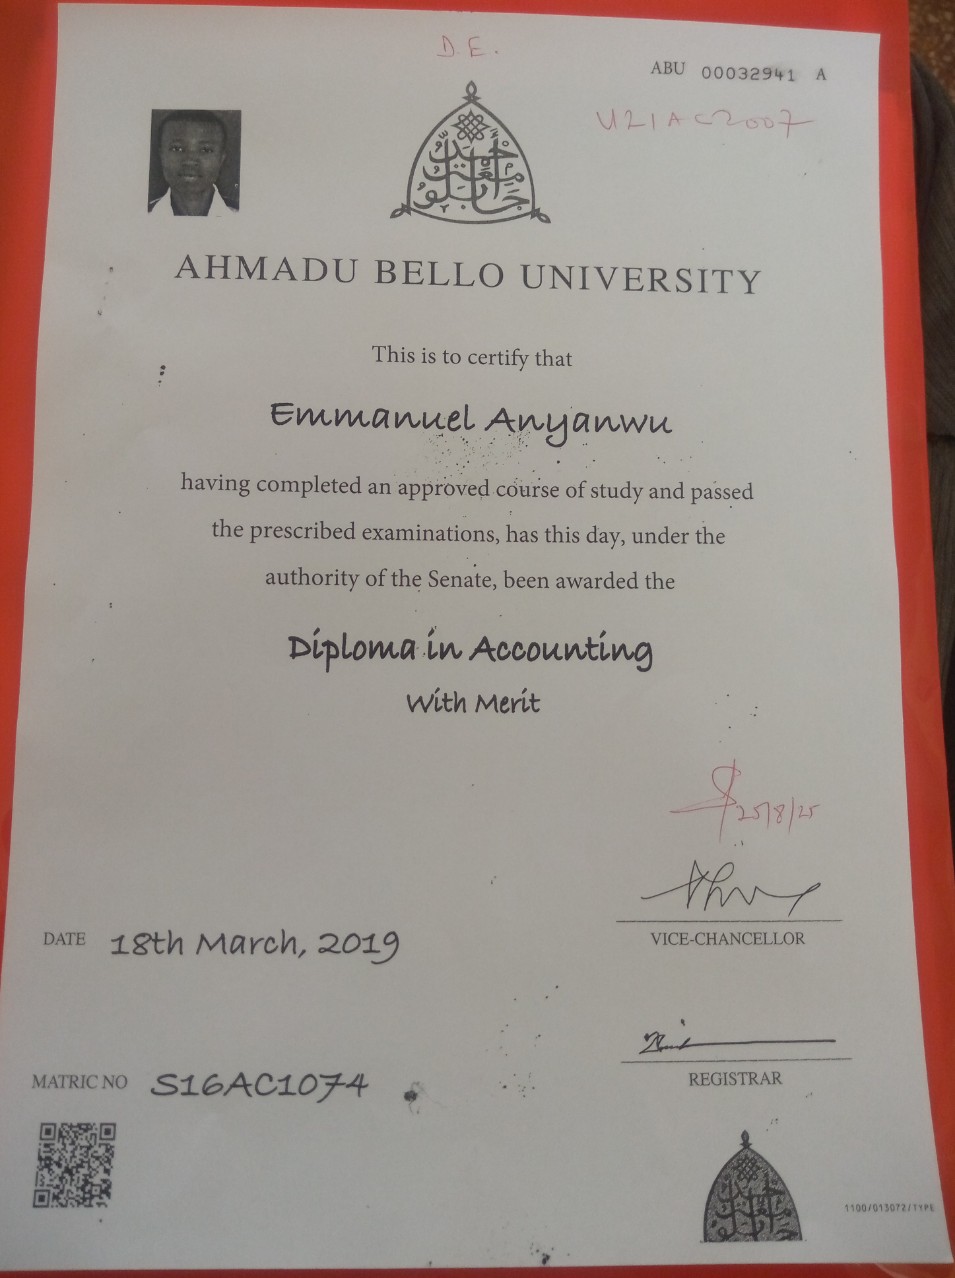 D.E.
ABU 00032941 A
U21AC2007
AHMADU BELLO UNIVERSITY
This is to certify that
Emmanuel Anyanwu
having completed an approved course of study and passed
the prescribed examinations, has this day, under the
authority of the Senate, been awarded the
Diploma in Accounting
With Merit
25/8/25
DATE 18th March, 2019
VICE-CHANCELLOR
REGISTRAR
MATRIC NO S16AC1074
1100/013072/TYPE